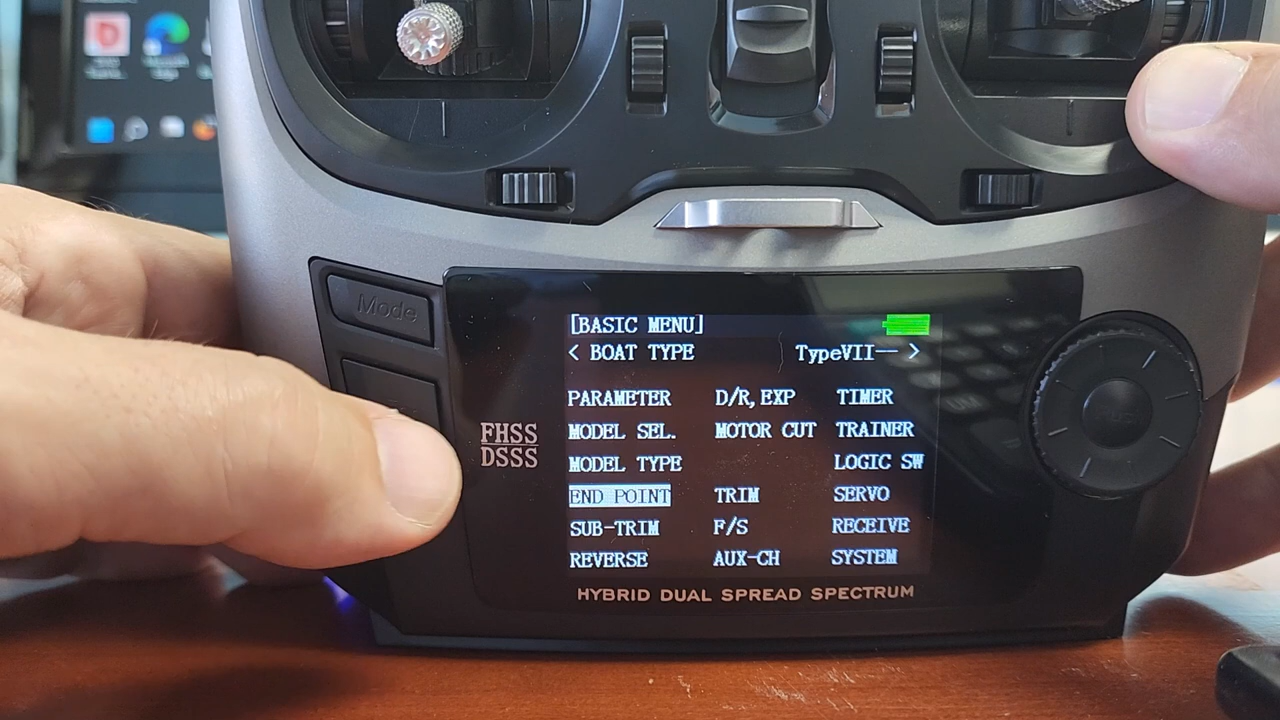 Mode
[BASIC MENU]
< BOAT TYPE TypeVII-- >
PARAMETER D/R,EXP TIMER
MODEL SEL. MOTOR CUT TRAINER
MODEL TYPE LOGIC SW
END POINT TRIM SERVO
SUB-TRIM F/S RECEIVE
REVERSE AUX-CH SYSTEM
FHSS
DSSS
HYBRID DUAL SPREAD SPECTRUM